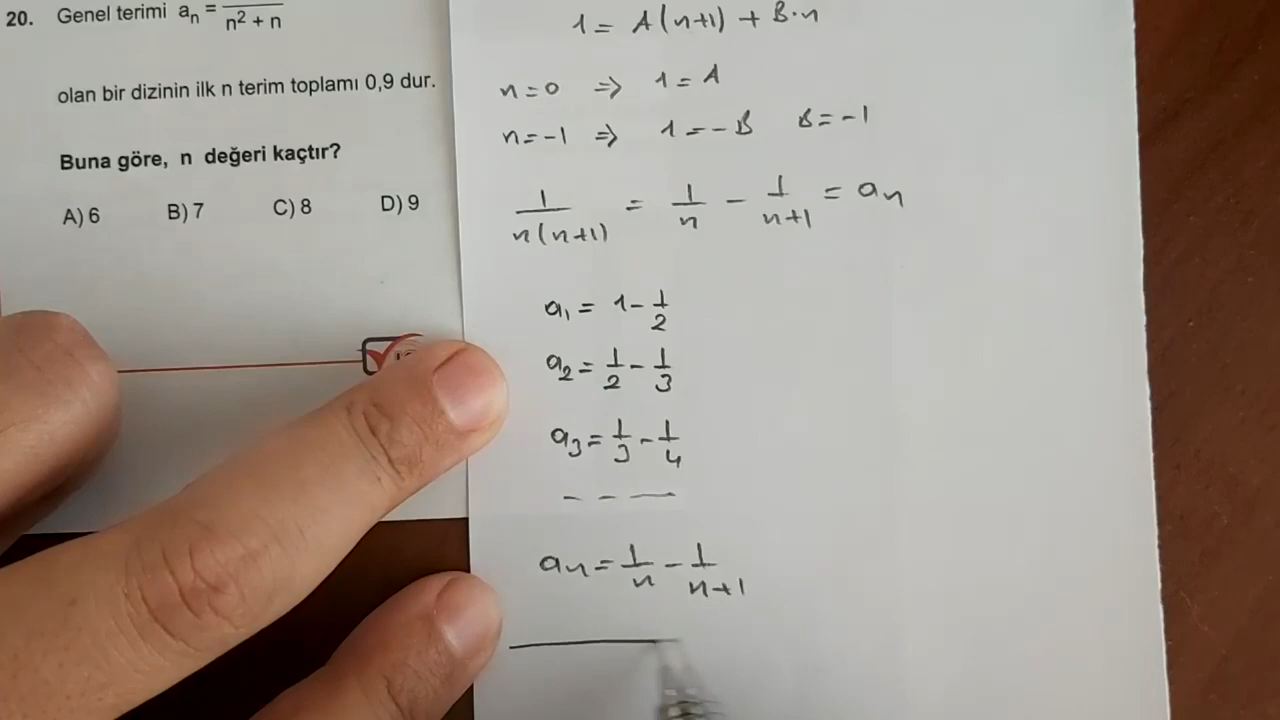 20. Genel terimi aₙ = ―――
n² + n
olan bir dizinin ilk n terim toplamı 0,9 dur.
Buna göre, n değeri kaçtır?
A) 6 B) 7 C) 8 D) 9
1 = A(n+1) + B·n
n=0 ⇒ 1=A
n=-1 ⇒ 1=-B B=-1
1/n(n+1) = 1/n - 1/n+1 = aₙ
a₁ = 1 - 1/2
a₂ = 1/2 - 1/3
a₃ = 1/3 - 1/4
- - —
aₙ = 1/n - 1/n+1